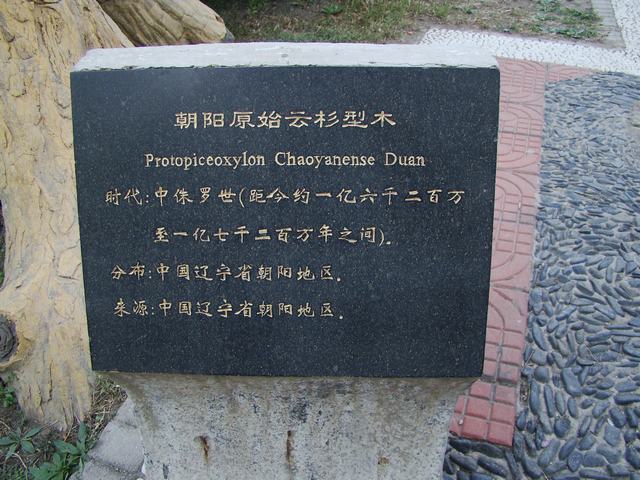 朝阳原始云杉型木
Protopiceoxylon Chaoyanense Duan
时代:中侏罗世(距今约一亿六千二百万
至一亿七千二百万年之间)。
分布:中国辽宁省朝阳地区。
来源:中国辽宁省朝阳地区。